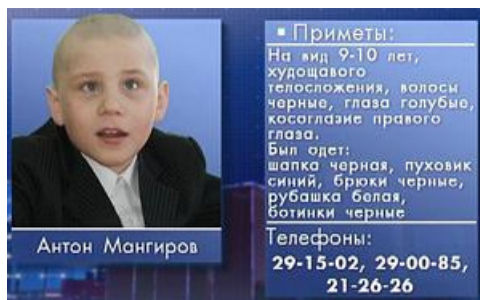 Антон Мангиров
▪ Приметы:
На вид 9-10 лет,
худощавого
телосложения, волосы
черные, глаза голубые,
косоглазие правого
глаза.
Был одет:
шапка черная, пуховик
синий, брюки черные,
рубашка белая,
ботинки черные
Телефоны:
29-15-02, 29-00-85,
21-26-26